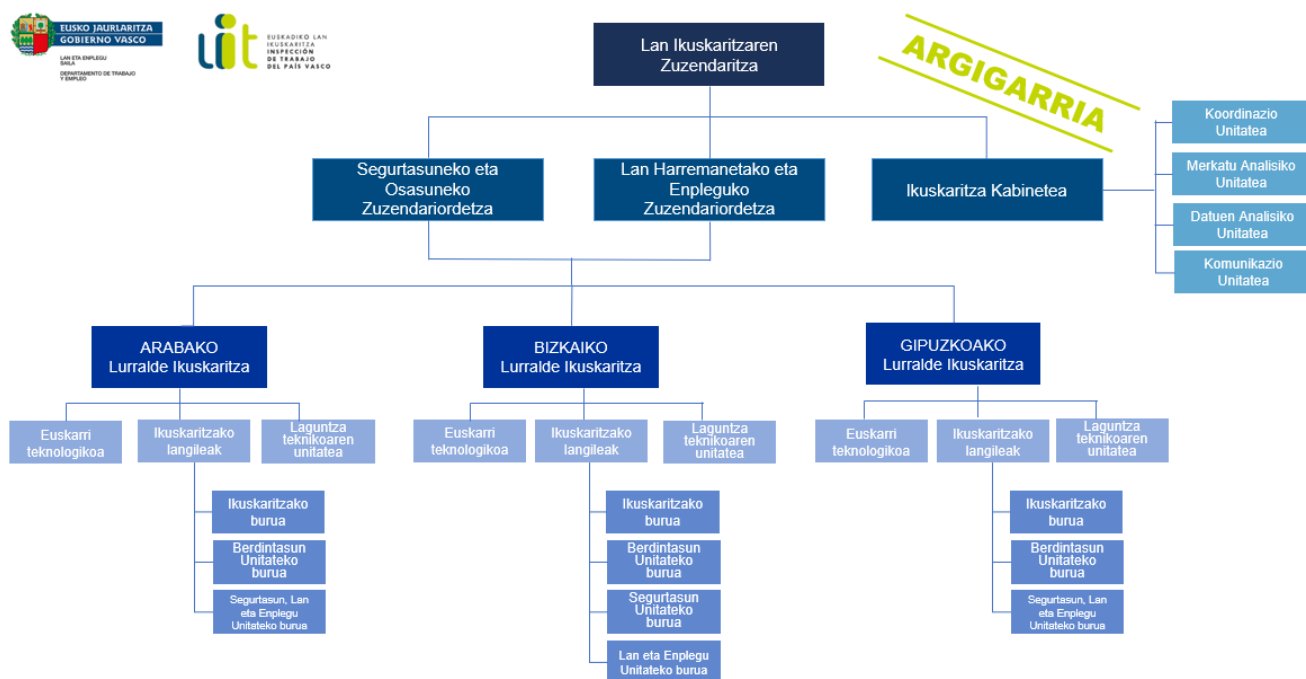 EUSKO JAURLARITZA
GOBIERNO VASCO
LAN ETA ENPLEGU
SAILA
DEPARTAMENTO DE TRABAJO
Y EMPLEO
lit
EUSKADIKO LAN
IKUSKARITZA
INSPECCIÓN
DE TRABAJO
DEL PAÍS VASCO
Lan Ikuskaritzaren
Zuzendaritza
ARGIGARRIA
Segurtasuneko eta
Osasuneko
Zuzendariordetza
Lan Harremanetako eta
Enpleguko
Zuzendariordetza
Ikuskaritza Kabinetea
Koordinazio
Unitatea
Merkatu Analisiko
Unitatea
Datuen Analisiko
Unitatea
Komunikazio
Unitatea
ARABAKO
Lurralde Ikuskaritza
BIZKAIKO
Lurralde Ikuskaritza
GIPUZKOAKO
Lurralde Ikuskaritza
Euskarri
teknologikoa
Ikuskaritzako
langileak
Laguntza
teknikoaren
unitatea
Euskarri
teknologikoa
Ikuskaritzako
langileak
Laguntza
teknikoaren
unitatea
Euskarri
teknologikoa
Ikuskaritzako
langileak
Laguntza
teknikoaren
unitatea
Ikuskaritzako
burua
Berdintasun
Unitateko
burua
Segurtasun, Lan
eta Enplegu
Unitateko burua
Ikuskaritzako
burua
Berdintasun
Unitateko
burua
Segurtasun
Unitateko
burua
Lan eta Enplegu
Unitateko burua
Ikuskaritzako
burua
Berdintasun
Unitateko
burua
Segurtasun, Lan
eta Enplegu
Unitateko burua